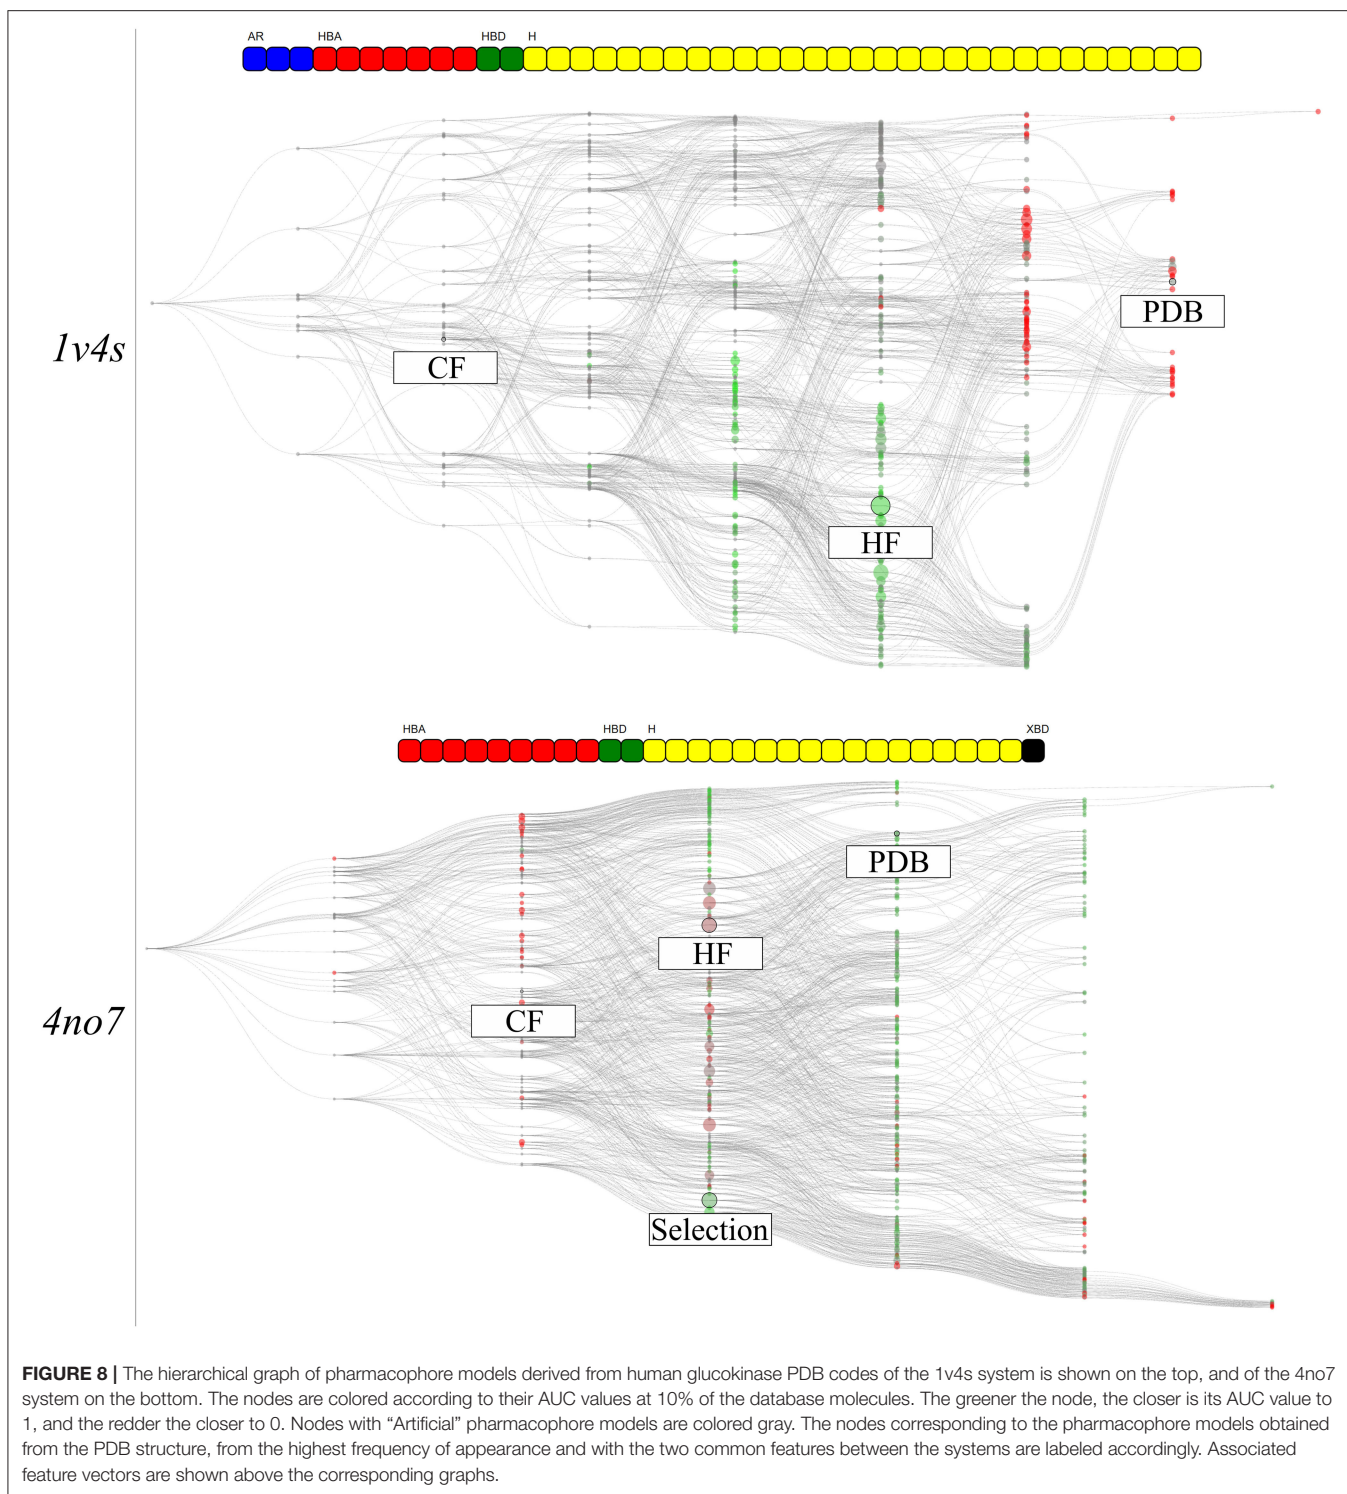 AR HBA HBD H
1v4s
CF
PDB
HF
HBA HBD H XBD
4no7
PDB
HF
CF
Selection
FIGURE 8 | The hierarchical graph of pharmacophore models derived from human glucokinase PDB codes of the 1v4s system is shown on the top, and of the 4no7
system on the bottom. The nodes are colored according to their AUC values at 10% of the database molecules. The greener the node, the closer is its AUC value to
1, and the redder the closer to 0. Nodes with “Artificial” pharmacophore models are colored gray. The nodes corresponding to the pharmacophore models obtained
from the PDB structure, from the highest frequency of appearance and with the two common features between the systems are labeled accordingly. Associated
feature vectors are shown above the corresponding graphs.